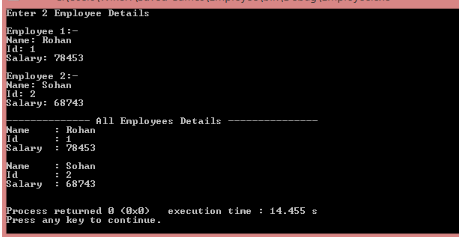 Enter 2 Employee Details
Employee 1:-
Name: Rohan
Id: 1
Salary: 78453
Employee 2:-
Name: Sohan
Id: 2
Salary: 68743
-------------- All Employees Details ---------------
Name : Rohan
Id : 1
Salary : 78453
Name : Sohan
Id : 2
Salary : 68743
Process returned 0 (0x0) execution time : 14.455 s
Press any key to continue.